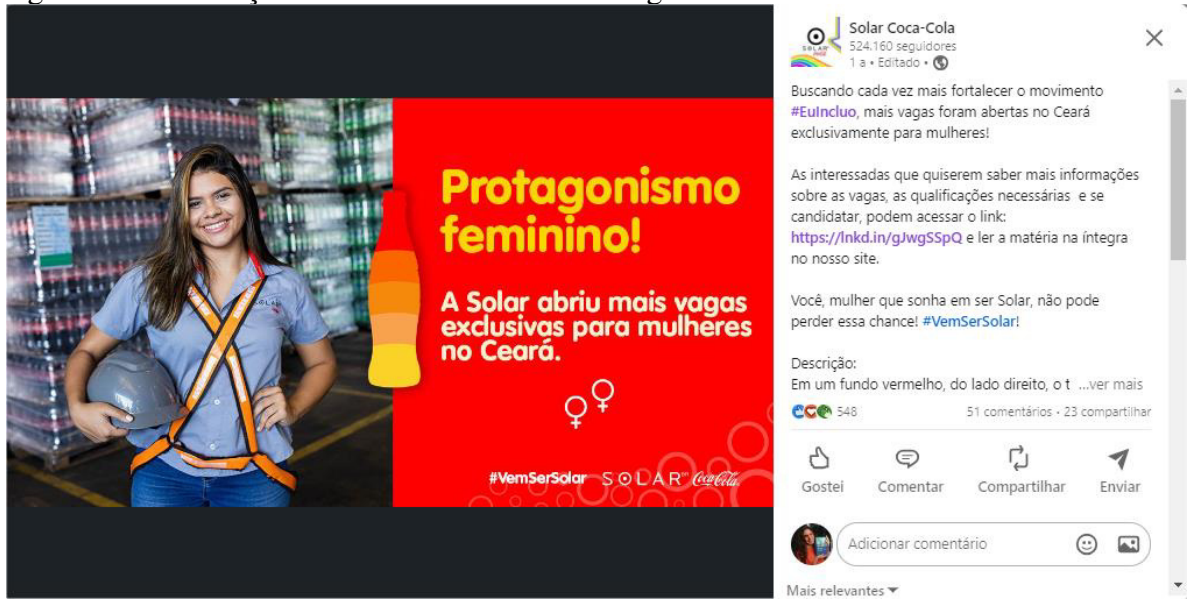 Protagonismo
feminino!
A Solar abriu mais vagas
exclusivas para mulheres
no Ceará.
#VemSerSolar SOLAR Coca-Cola
Solar Coca-Cola
524.160 seguidores
1 a • Editado •
Buscando cada vez mais fortalecer o movimento
#EuIncluo, mais vagas foram abertas no Ceará
exclusivamente para mulheres!
As interessadas que quiserem saber mais informações
sobre as vagas, as qualificações necessárias e se
candidatar, podem acessar o link:
https://lnkd.in/gJwgSSpQ e ler a matéria na íntegra
no nosso site.
Você, mulher que sonha em ser Solar, não pode
perder essa chance! #VemSerSolar!
Descrição:
Em um fundo vermelho, do lado direito, o t ...ver mais
548 51 comentários • 23 compartilhar
Gostei Comentar Compartilhar Enviar
Adicionar comentário
Mais relevantes